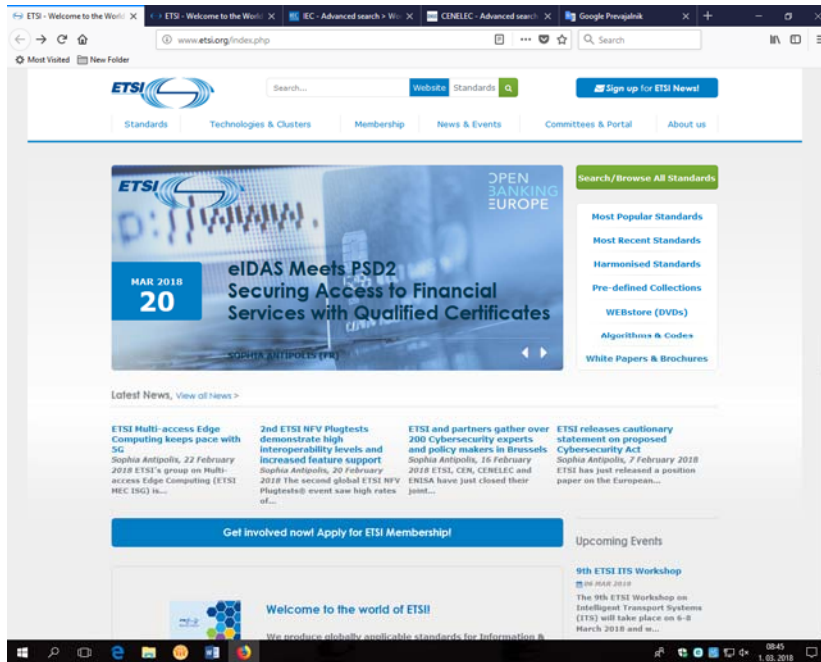 ETSI - Welcome to the World
ETSI - Welcome to the World
IEC - Advanced search > Wo
CENELEC - Advanced search
Google Prevajalnik
www.etsi.org/index.php
Search
Most Visited
New Folder
ETSI
Search...
Website
Standards
Sign up for ETSI News!
Standards
Technologies & Clusters
Membership
News & Events
Committees & Portal
About us
ETSI
OPEN
BANKING
EUROPE
p://WWW.
MAR 2018
20
eIDAS Meets PSD2
Securing Access to Financial
Services with Qualified Certificates
SOPHIA ANTIPOLIS (FR)
Search/Browse All Standards
Most Popular Standards
Most Recent Standards
Harmonised Standards
Pre-defined Collections
WEBstore (DVDs)
Algorithms & Codes
White Papers & Brochures
Latest News, View all News >
ETSI Multi-access Edge
Computing keeps pace with
5G
Sophia Antipolis, 22 February
2018 ETSI's group on Multi-
access Edge Computing (ETSI
MEC ISG) is...
2nd ETSI NFV Plugtests
demonstrate high
interoperability levels and
increased feature support
Sophia Antipolis, 20 February
2018 The second global ETSI NFV
Plugtests® event saw high rates
of...
ETSI and partners gather over
200 Cybersecurity experts
and policy makers in Brussels
Sophia Antipolis, 16 February
2018 ETSI, CEN, CENELEC and
ENISA have just closed their
joint...
ETSI releases cautionary
statement on proposed
Cybersecurity Act
Sophia Antipolis, 7 February 2018
ETSI has just released a position
paper on the European...
Get involved now! Apply for ETSI Membership!
Upcoming Events
9th ETSI ITS Workshop
06 MAR 2018
The 9th ETSI Workshop on
Intelligent Transport Systems
(ITS) will take place on 6-8
March 2018 and w...
Welcome to the world of ETSI!
We produce globally applicable standards for Information &
08:45
1. 03. 2018